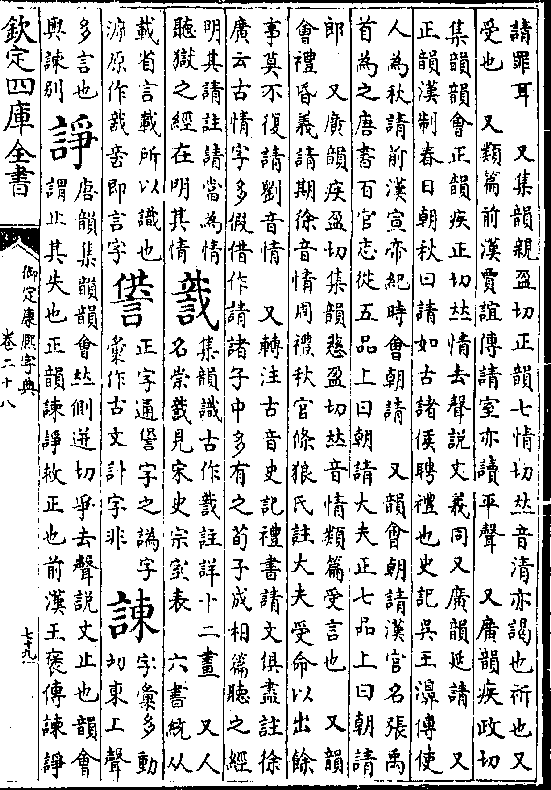 請罪耳　又集韻親盈切正韻七情切𠀤音清亦謁也祈也又
受也　又類篇前漢賈誼傳請室亦讀平聲　又廣韻疾政切
集韻韻會正韻疾正切𠀤情去聲說文義同又廣韻延請　又
正韻漢制春曰朝秋曰請如古諸侯聘禮也史記吳王濞傳使
人為秋請前漢宣帝紀時會朝請　又韻會朝請漢官名張禹
首為之唐書百官志從五品上曰朝請大夫正七品上曰朝請
郎　又廣韻疾盈切集韻慈盈切𠀤音情類篇受言也　又韻
會禮昏義請期徐音情周禮秋官條狼氏註大夫受命以出餘
事莫不復請劉音情　又轉注古音史記禮書請文俱盡註徐
廣云古情字多假借作請諸子中多有之荀子成相篇聽之經
明其請註請當為情
聽獄之經在明其情
䜟集韻識古作䜟註詳十二畫　又人
名崇䜟見宋史宗室表　六書統从
載省言載所以識也
源原作㦲䇾即言字
𧧼正字通諐字之譌字
彙作古文計字非
諫字彙多動
切東上聲
多言也
與諫別
諍唐韻集韻韻會𠀤側迸切爭去聲說文止也韻會
謂止其失也正韻諫諍救正也前漢王褒傳諫諍
欽定四庫全書
御定康熙字典
卷二十八
七十九